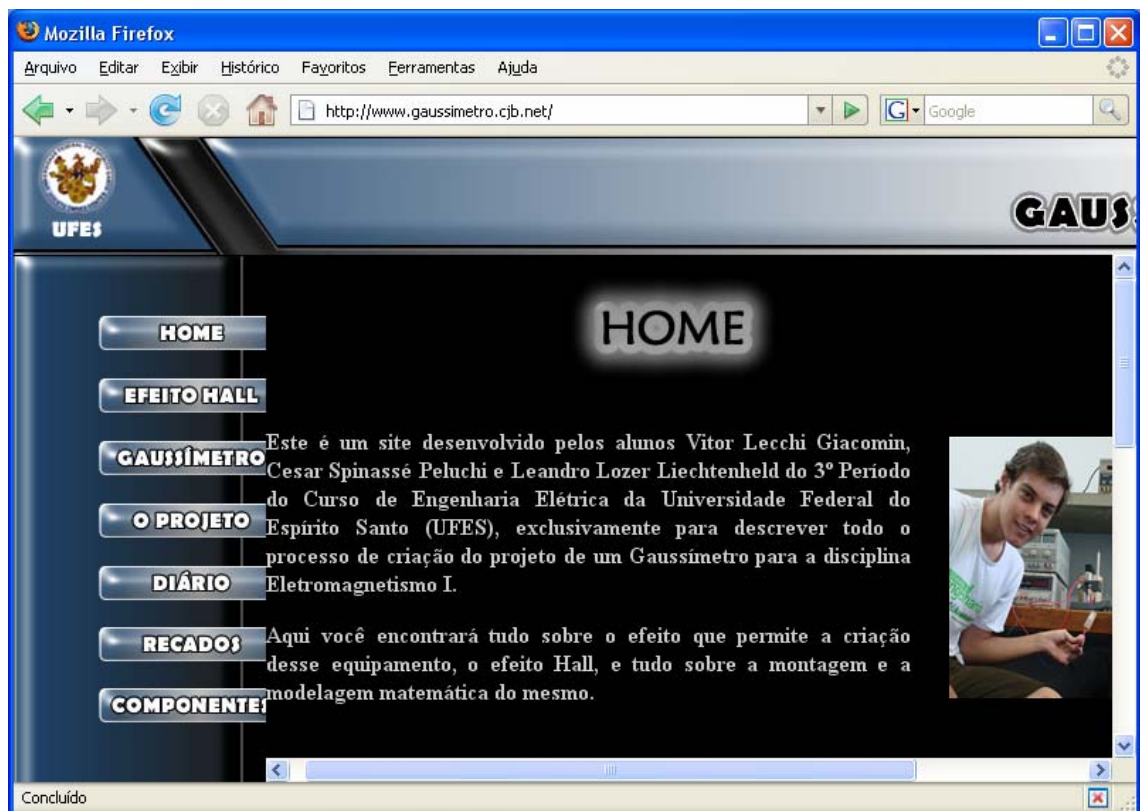 Mozilla Firefox
Arquivo Editar Exibir Histórico Favoritos Ferramentas Ajuda
http://www.gaussimetro.cjb.net/
G Google
UFES
GAUSS
HOME
HOME
EFEITO HALL
GAUSSÍMETRO
O PROJETO
DIÁRIO
RECADOS
COMPONENTES
Este é um site desenvolvido pelos alunos Vitor Lecchi Giacomin,
Cesar Spinassé Peluchi e Leandro Lozer Liechtenheld do 3º Período
do Curso de Engenharia Elétrica da Universidade Federal do
Espírito Santo (UFES), exclusivamente para descrever todo o
processo de criação do projeto de um Gaussímetro para a disciplina
Eletromagnetismo I.
Aqui você encontrará tudo sobre o efeito que permite a criação
desse equipamento, o efeito Hall, e tudo sobre a montagem e a
modelagem matemática do mesmo.
Concluído